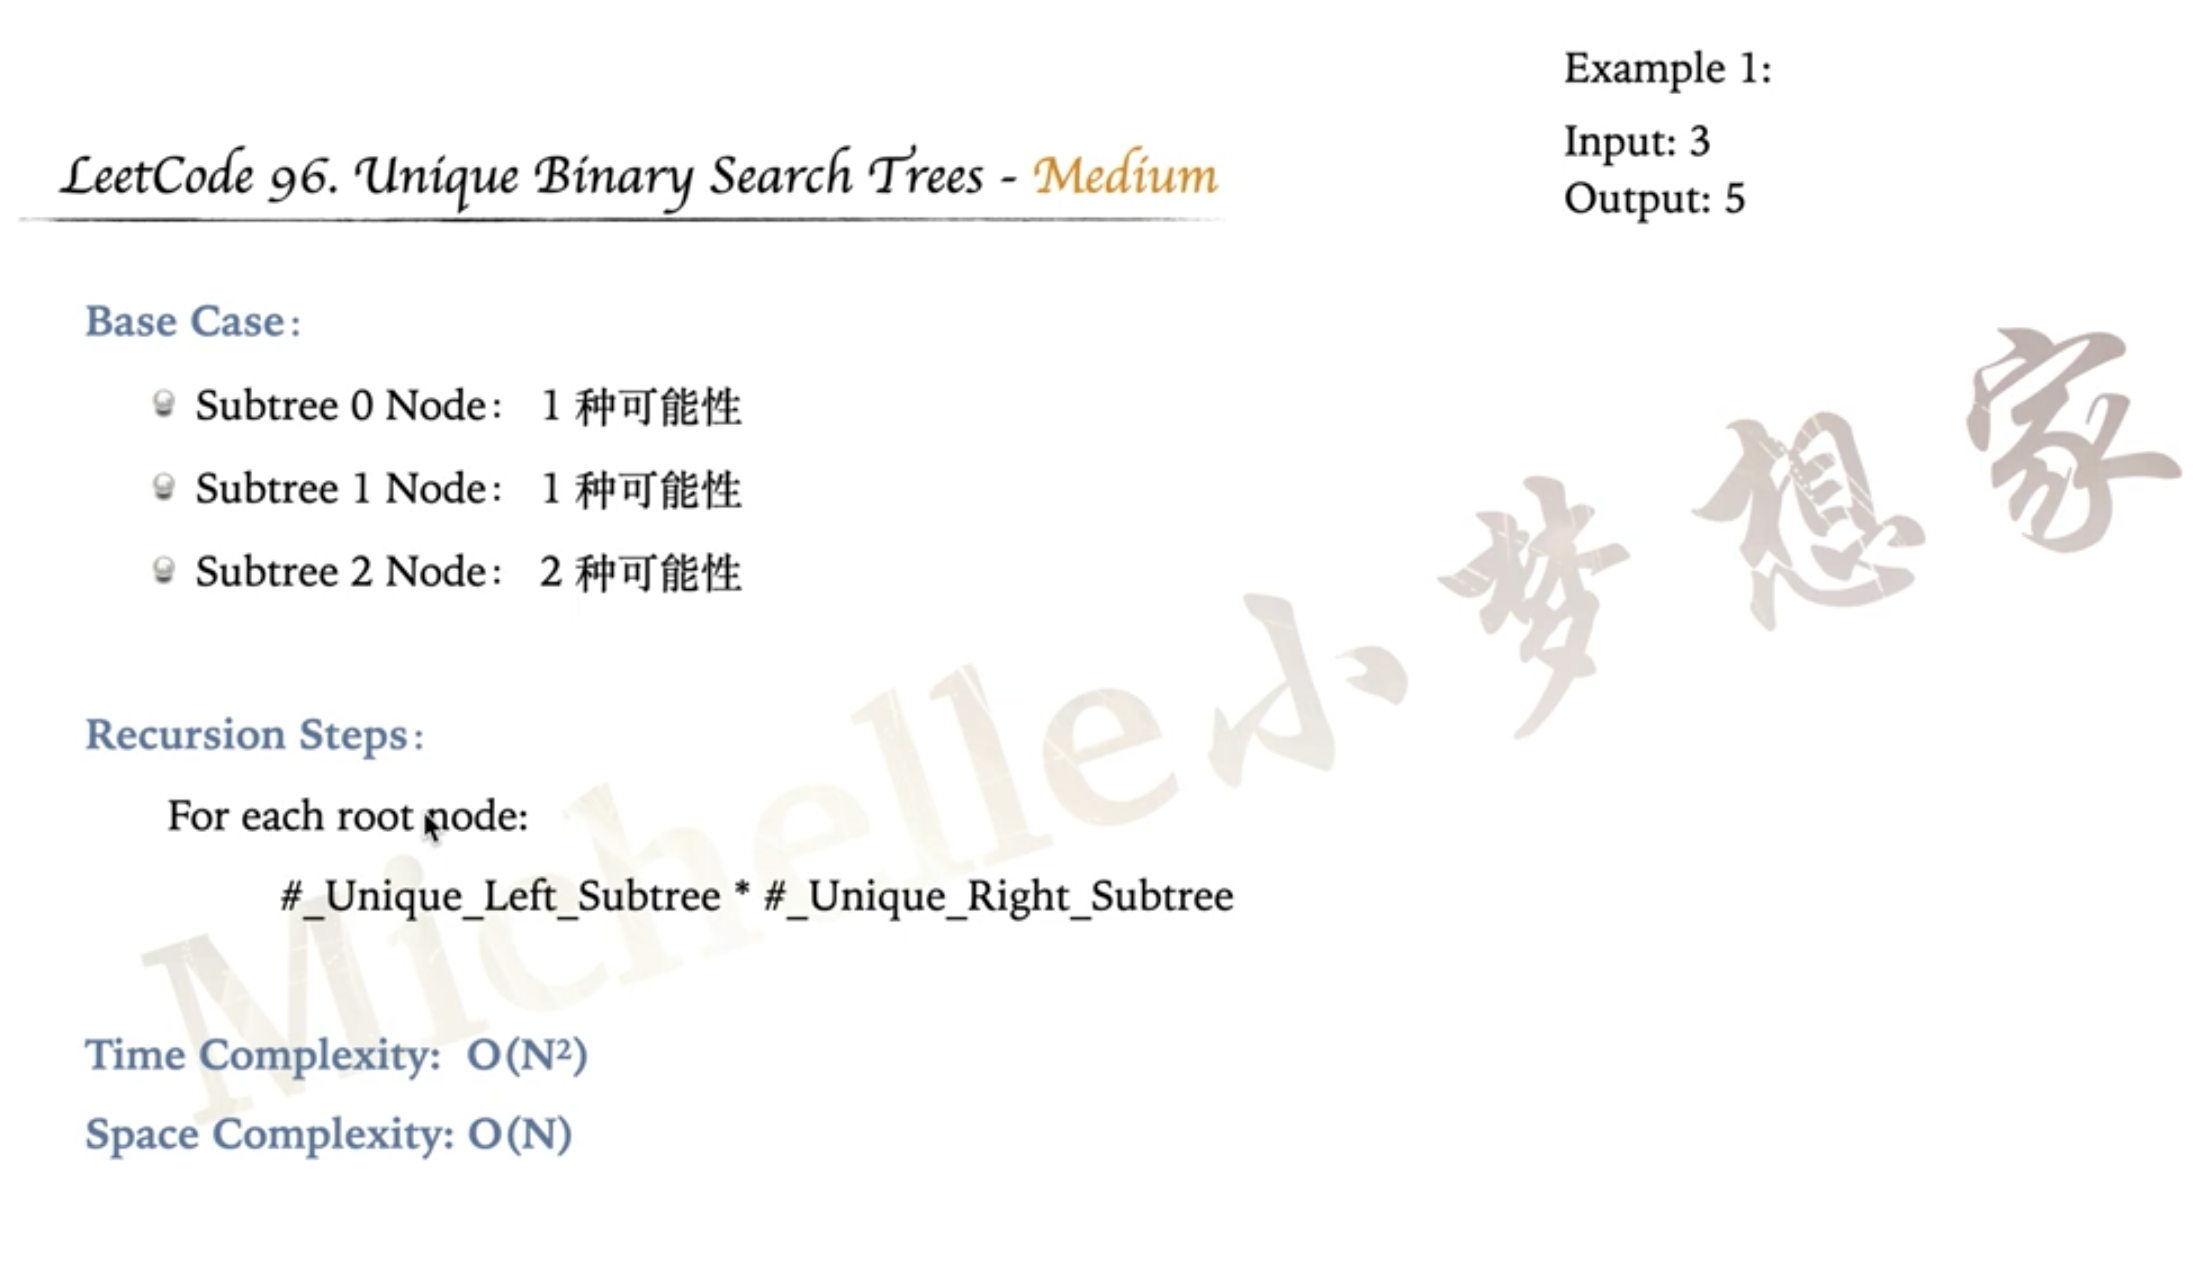 Example 1:
Input: 3
Output: 5
LeetCode 96. Unique Binary Search Trees - Medium
Base Case:
Subtree 0 Node: 1 种可能性
Subtree 1 Node: 1 种可能性
Subtree 2 Node: 2 种可能性
Recursion Steps:
For each root node:
#_Unique_Left_Subtree * #_Unique_Right_Subtree
Time Complexity: O(N²)
Space Complexity: O(N)
Michelle小梦想家